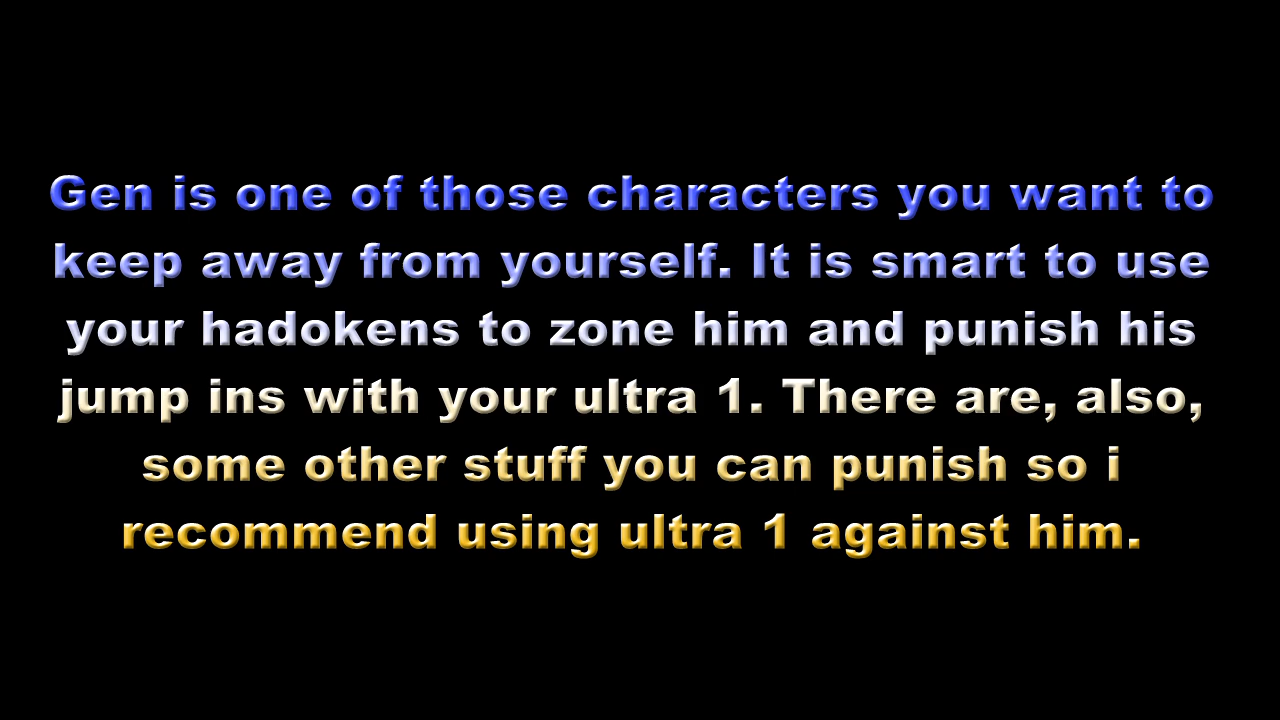 Gen is one of those characters you want to
keep away from yourself. It is smart to use
your hadokens to zone him and punish his
jump ins with your ultra 1. There are, also,
some other stuff you can punish so i
recommend using ultra 1 against him.